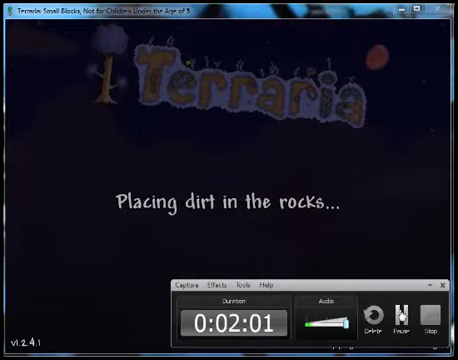 Terraria: Small Blocks, Not for Children Under the Age of 5
Terraria
Placing dirt in the rocks...
Capture Effects Tools Help
Duration
Audio
0:02:01
Delete
Pause
Stop
v1.2.4.1